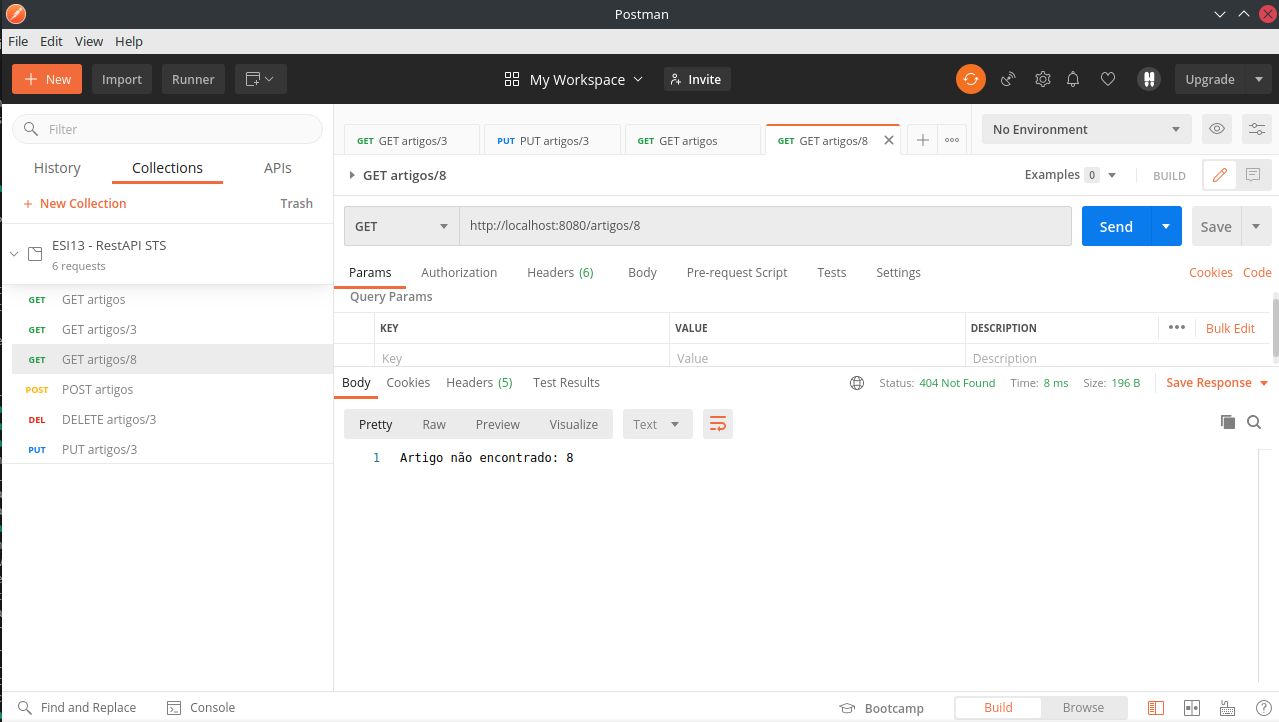 Postman
File Edit View Help
New Import Runner My Workspace Invite Upgrade
Filter
History Collections APIs
New Collection Trash
ESI13 - RestAPI STS
6 requests
GET GET artigos
GET GET artigos/3
GET GET artigos/8
POST POST artigos
DEL DELETE artigos/3
PUT PUT artigos/3
GET GET artigos/3 PUT PUT artigos/3 GET GET artigos GET GET artigos/8
No Environment
GET artigos/8 Examples 0 BUILD
GET http://localhost:8080/artigos/8 Send Save
Params Authorization Headers (6) Body Pre-request Script Tests Settings Cookies Code
Query Params
KEY VALUE DESCRIPTION Bulk Edit
Key Value Description
Body Cookies Headers (5) Test Results Status: 404 Not Found Time: 8 ms Size: 196 B Save Response
Pretty Raw Preview Visualize Text
1 Artigo não encontrado: 8
Find and Replace Console Bootcamp Build Browse